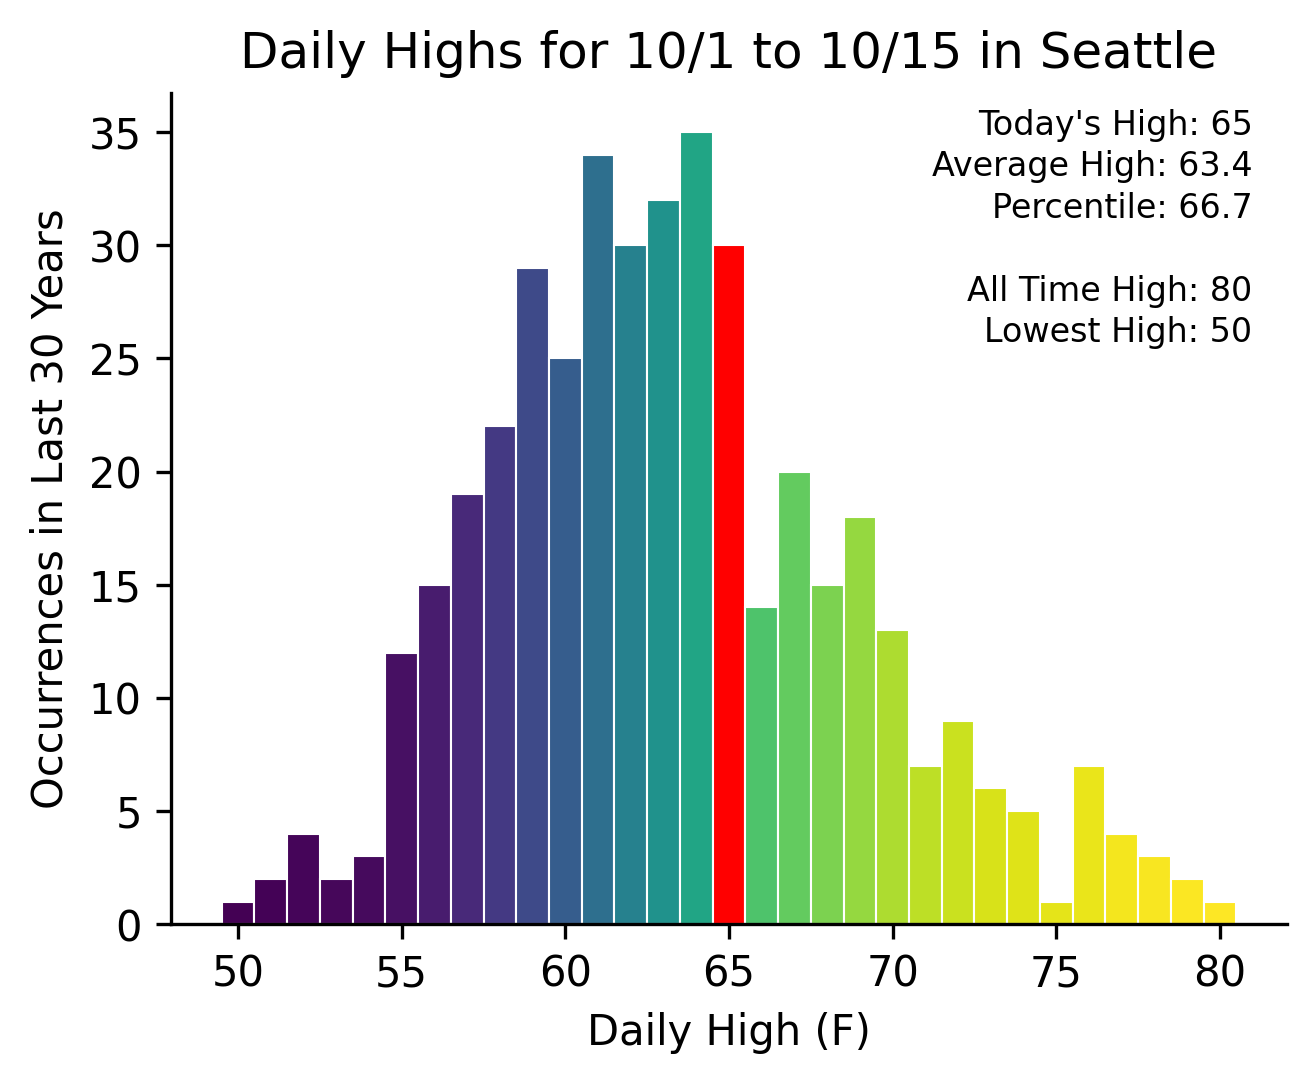 Daily Highs for 10/1 to 10/15 in Seattle
Today's High: 65
Average High: 63.4
Percentile: 66.7
All Time High: 80
Lowest High: 50
Occurrences in Last 30 Years
35
30
25
20
15
10
5
0
50 55 60 65 70 75 80
Daily High (F)